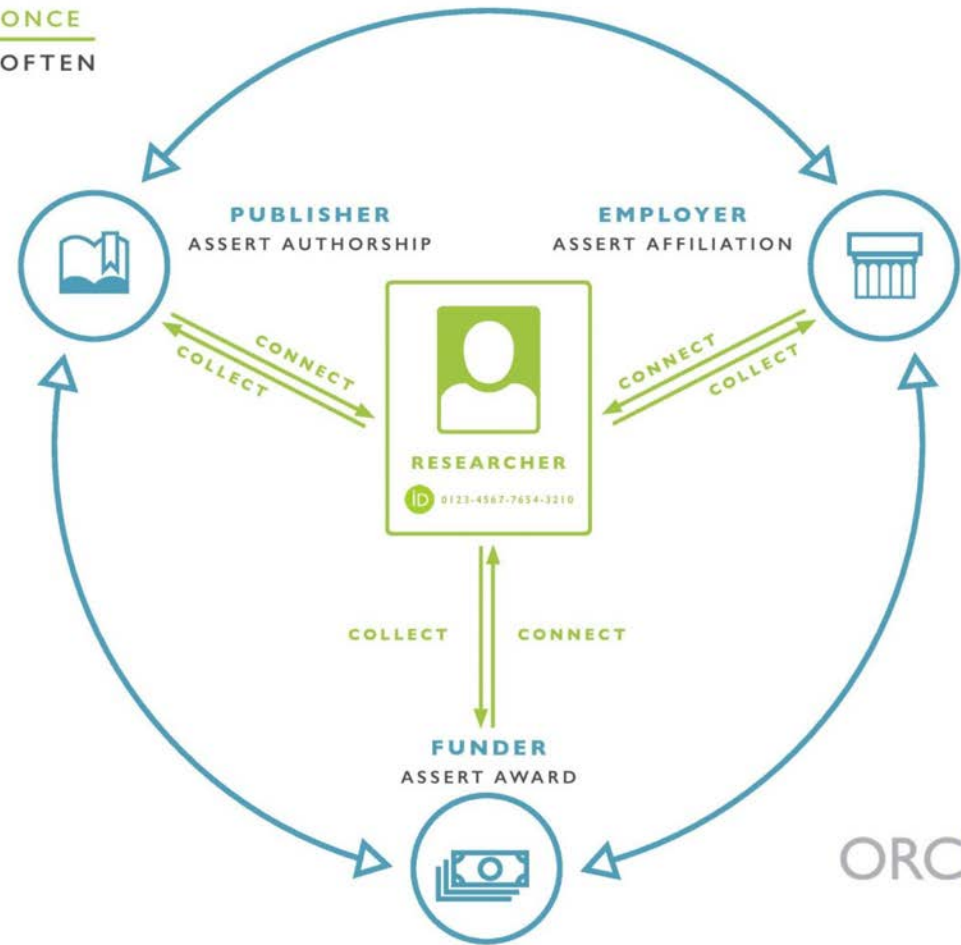 ONCE
OFTEN
PUBLISHER
ASSERT AUTHORSHIP
EMPLOYER
ASSERT AFFILIATION
CONNECT
COLLECT
CONNECT
COLLECT
RESEARCHER
iD 0123-4567-7654-3210
COLLECT
CONNECT
FUNDER
ASSERT AWARD
ORC